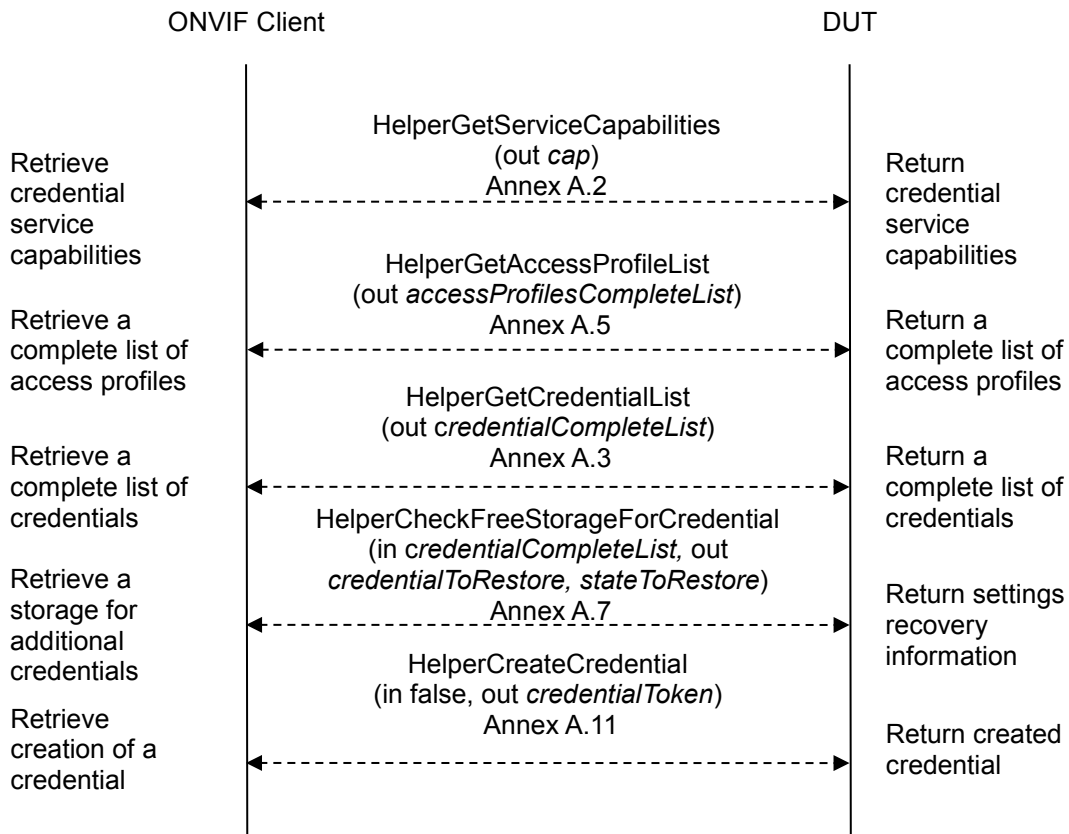 ONVIF Client
DUT
HelperGetServiceCapabilities
(out cap)
Annex A.2
Retrieve
credential
service
capabilities
Return
credential
service
capabilities
HelperGetAccessProfileList
(out accessProfilesCompleteList)
Annex A.5
Retrieve a
complete list of
access profiles
Return a
complete list of
access profiles
HelperGetCredentialList
(out credentialCompleteList)
Annex A.3
Retrieve a
complete list of
credentials
Return a
complete list of
credentials
HelperCheckFreeStorageForCredential
(in credentialCompleteList, out
credentialToRestore, stateToRestore)
Annex A.7
Retrieve a
storage for
additional
credentials
Return settings
recovery
information
HelperCreateCredential
(in false, out credentialToken)
Annex A.11
Retrieve
creation of a
credential
Return created
credential